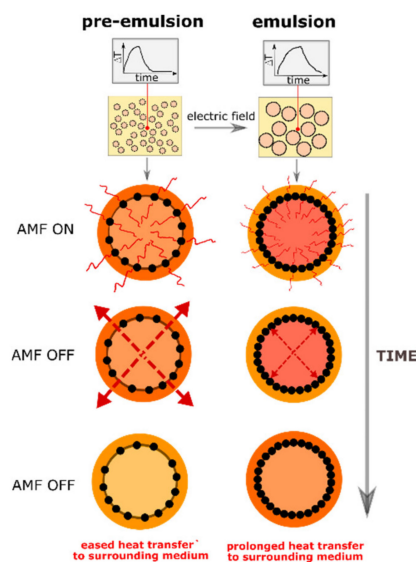 pre-emulsion
emulsion
ΔT
time
ΔT
time
electric field
AMF ON
AMF OFF
TIME
AMF OFF
eased heat transfer`
to surrounding medium
prolonged heat transfer
to surrounding medium